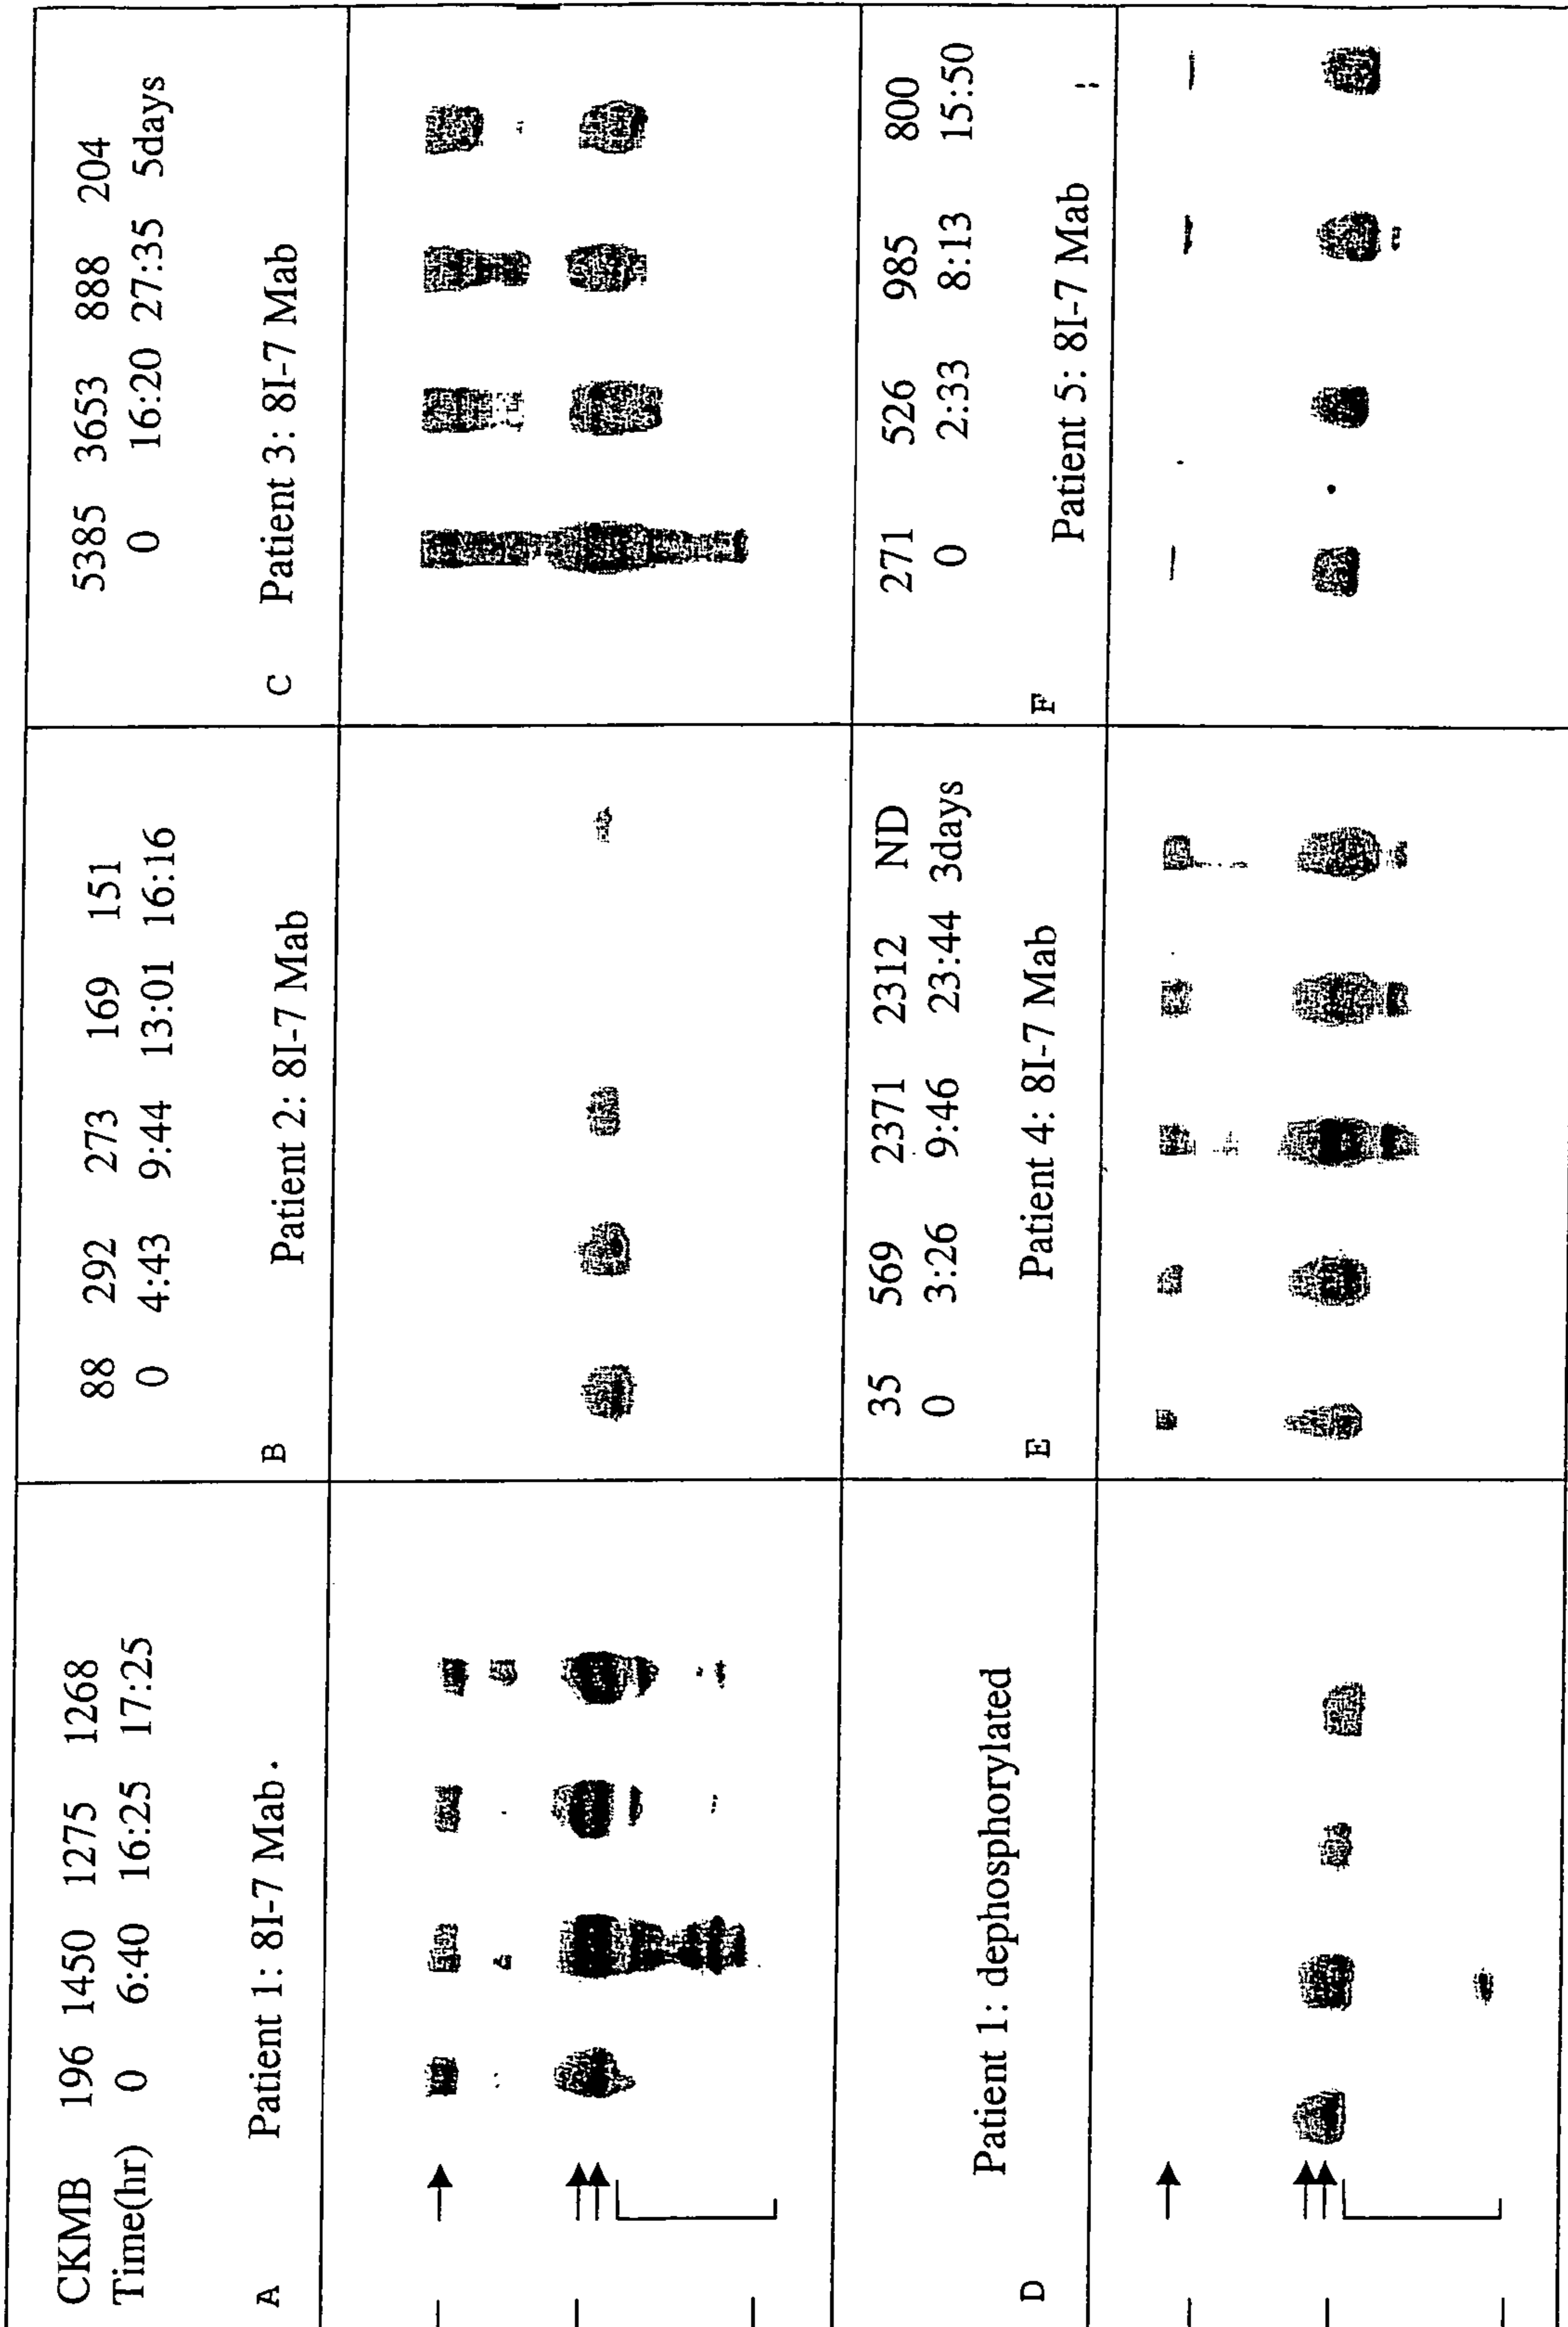 CKMB 196 1450 1275 1268
Time(hr) 0 6:40 16:25 17:25
A Patient 1: 8I-7 Mab.
88 292 273 169 151
0 4:43 9:44 13:01 16:16
B Patient 2: 8I-7 Mab
5385 3653 888 204
0 16:20 27:35 5days
C Patient 3: 8I-7 Mab
D Patient 1: dephosphorylated
35 569 2371 2312 ND
0 3:26 9:46 23:44 3days
E Patient 4: 8I-7 Mab
271 526 985 800
0 2:33 8:13 15:50
F Patient 5: 8I-7 Mab